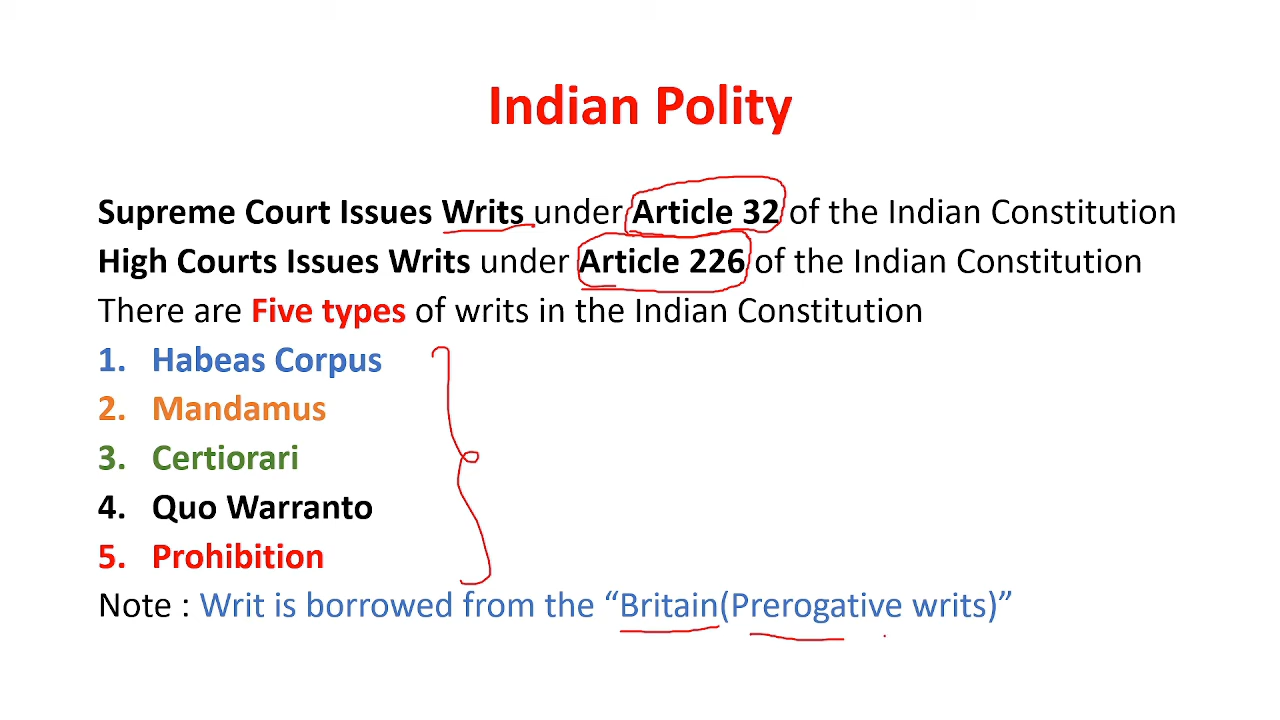 Indian Polity
Supreme Court Issues Writs under Article 32 of the Indian Constitution
High Courts Issues Writs under Article 226 of the Indian Constitution
There are Five types of writs in the Indian Constitution
1. Habeas Corpus
2. Mandamus
3. Certiorari
4. Quo Warranto
5. Prohibition
Note : Writ is borrowed from the “Britain(Prerogative writs)”